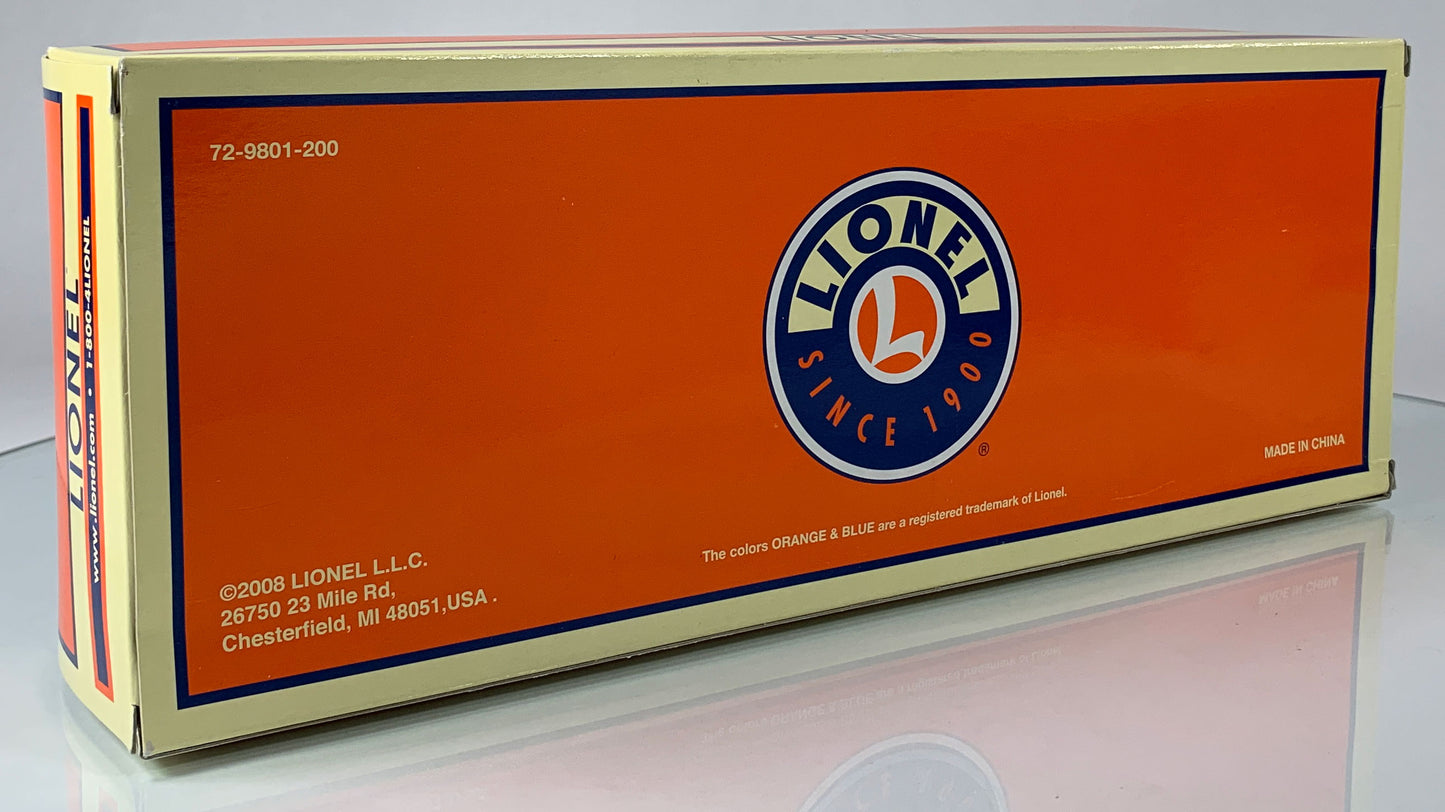 LIONEL
72-9801-200
LIONEL
SINCE 1900
®
MADE IN CHINA
The colors ORANGE & BLUE are a registered trademark of Lionel.
©2008 LIONEL L.L.C.
26750 23 Mile Rd,
Chesterfield, MI 48051,USA .
LIONEL
www.lionel.com • 1-800-4LIONEL